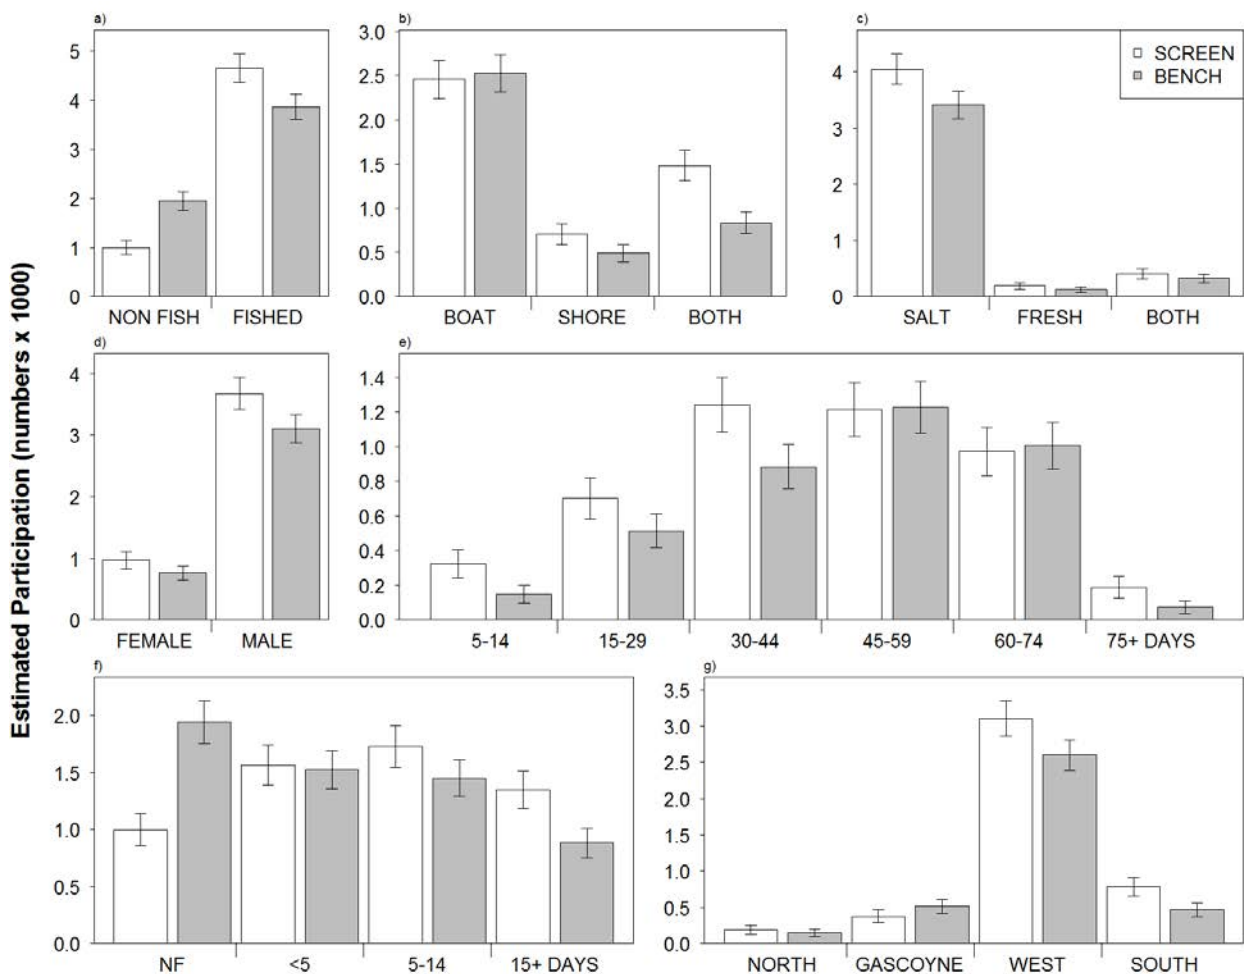 a)
5
4
3
2
1
0
NON FISH FISHED
b)
3.0
2.5
2.0
1.5
1.0
0.5
0.0
BOAT SHORE BOTH
c)
SCREEN
BENCH
4
3
2
1
0
SALT FRESH BOTH
Estimated Participation (numbers x 1000)
d)
4
3
2
1
0
FEMALE MALE
e)
1.4
1.2
1.0
0.8
0.6
0.4
0.2
0.0
5-14 15-29 30-44 45-59 60-74 75+ DAYS
f)
2.0
1.5
1.0
0.5
0.0
NF <5 5-14 15+ DAYS
g)
3.5
3.0
2.5
2.0
1.5
1.0
0.5
0.0
NORTH GASCOYNE WEST SOUTH